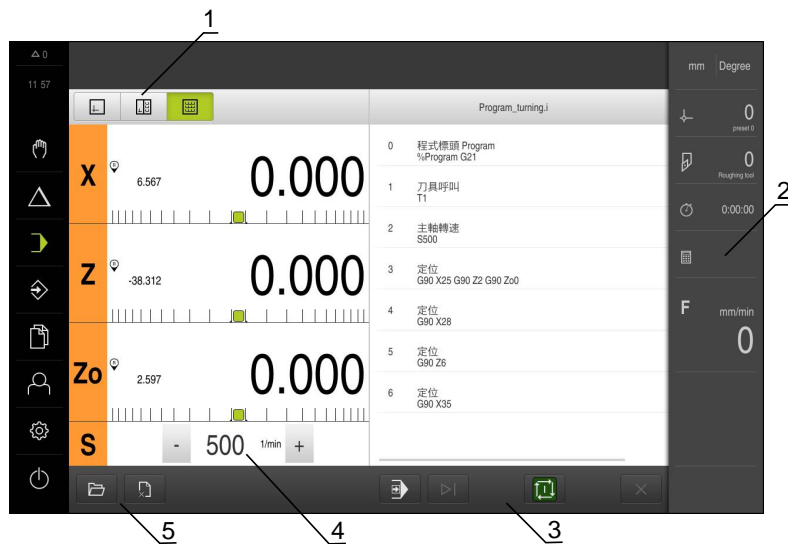 1
0
11 57
Program_turning.i
mm Degree
0
preset 0
0
Roughing tool
0:00:00
2
F mm/min
0
X R 6.567 0.000
Z R -38.312 0.000
Zo R 2.597 0.000
S - 500 1/min +
0 程式標頭 Program
%Program G21
1 刀具呼叫
T1
2 主軸轉速
S500
3 定位
G90 X25 G90 Z2 G90 Zo0
4 定位
G90 X28
5 定位
G90 Z6
6 定位
G90 X35
5
4
3